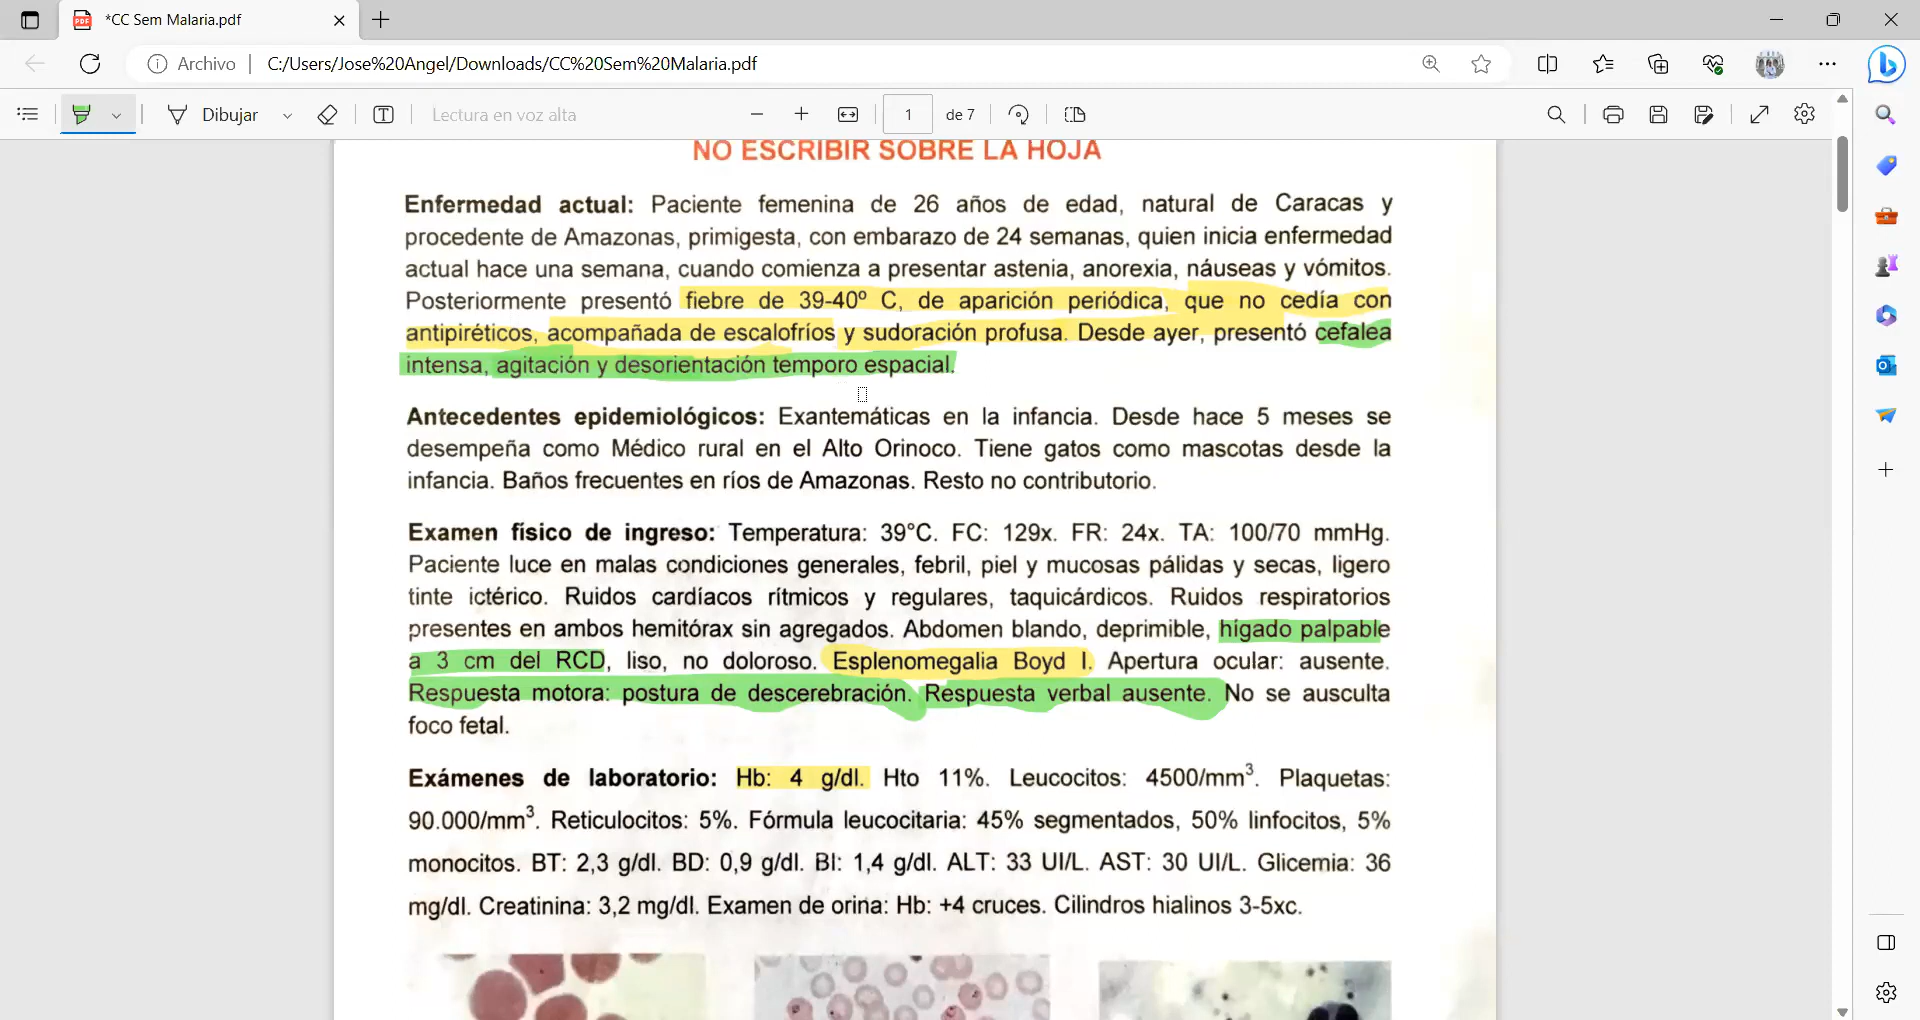 *CC Sem Malaria.pdf
Archivo | C:/Users/Jose%20Angel/Downloads/CC%20Sem%20Malaria.pdf
Dibujar
Lectura en voz alta
1 de 7
NO ESCRIBIR SOBRE LA HOJA
Enfermedad actual: Paciente femenina de 26 años de edad, natural de Caracas y
procedente de Amazonas, primigesta, con embarazo de 24 semanas, quien inicia enfermedad
actual hace una semana, cuando comienza a presentar astenia, anorexia, náuseas y vómitos.
Posteriormente presentó fiebre de 39-40º C, de aparición periódica, que no cedía con
antipiréticos, acompañada de escalofríos y sudoración profusa. Desde ayer, presentó cefalea
intensa, agitación y desorientación temporo espacial.
Antecedentes epidemiológicos: Exantemáticas en la infancia. Desde hace 5 meses se
desempeña como Médico rural en el Alto Orinoco. Tiene gatos como mascotas desde la
infancia. Baños frecuentes en ríos de Amazonas. Resto no contributorio.
Examen físico de ingreso: Temperatura: 39°C. FC: 129x. FR: 24x. TA: 100/70 mmHg.
Paciente luce en malas condiciones generales, febril, piel y mucosas pálidas y secas, ligero
tinte ictérico. Ruidos cardíacos rítmicos y regulares, taquicárdicos. Ruidos respiratorios
presentes en ambos hemitórax sin agregados. Abdomen blando, deprimible, hígado palpable
a 3 cm del RCD, liso, no doloroso. Esplenomegalia Boyd I. Apertura ocular: ausente.
Respuesta motora: postura de descerebración. Respuesta verbal ausente. No se ausculta
foco fetal.
Exámenes de laboratorio: Hb: 4 g/dl. Hto 11%. Leucocitos: 4500/mm³. Plaquetas:
90.000/mm³. Reticulocitos: 5%. Fórmula leucocitaria: 45% segmentados, 50% linfocitos, 5%
monocitos. BT: 2,3 g/dl. BD: 0,9 g/dl. BI: 1,4 g/dl. ALT: 33 UI/L. AST: 30 UI/L. Glicemia: 36
mg/dl. Creatinina: 3,2 mg/dl. Examen de orina: Hb: +4 cruces. Cilindros hialinos 3-5xc.